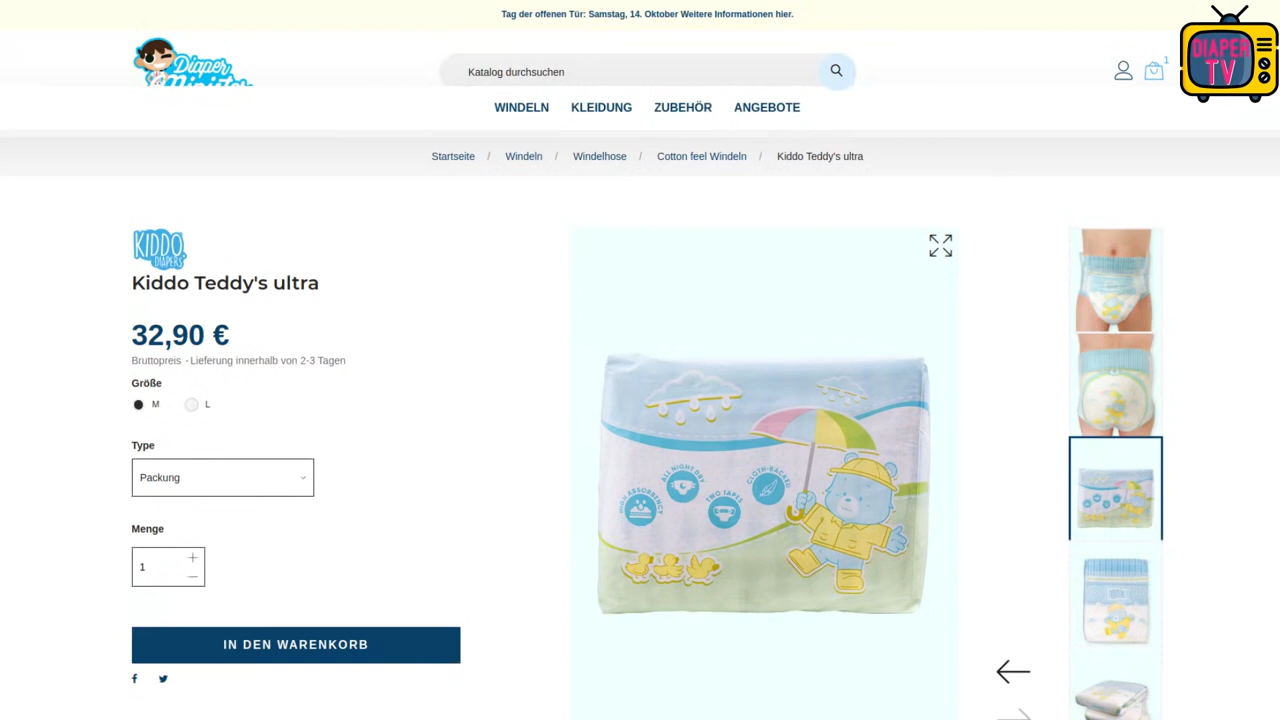 Tag der offenen Tür: Samstag, 14. Oktober Weitere Informationen hier.
Diaper
Katalog durchsuchen
1
DIAPER
TV
WINDELN KLEIDUNG ZUBEHÖR ANGEBOTE
Startseite / Windeln / Windelhose / Cotton feel Windeln / Kiddo Teddy's ultra
KIDDO
DIAPERS
Kiddo Teddy's ultra
32,90 €
Bruttopreis - Lieferung innerhalb von 2-3 Tagen
Größe
M L
Type
Packung
Menge
1
IN DEN WARENKORB
HIGH ABSORBENCY
ALL NIGHT DRY
TWO TAPES
CLOTH-BACKED